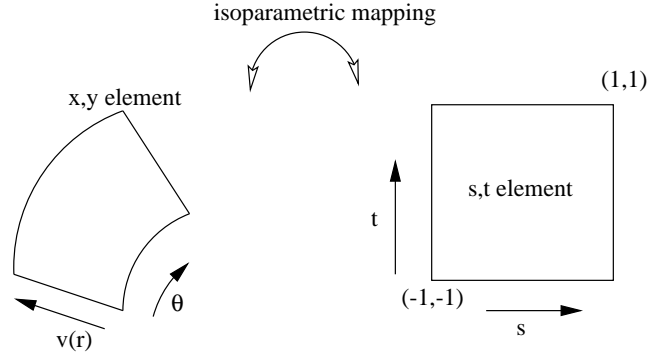 isoparametric mapping
x,y element
(1,1)
s,t element
t
θ
(-1,-1)
v(r)
s